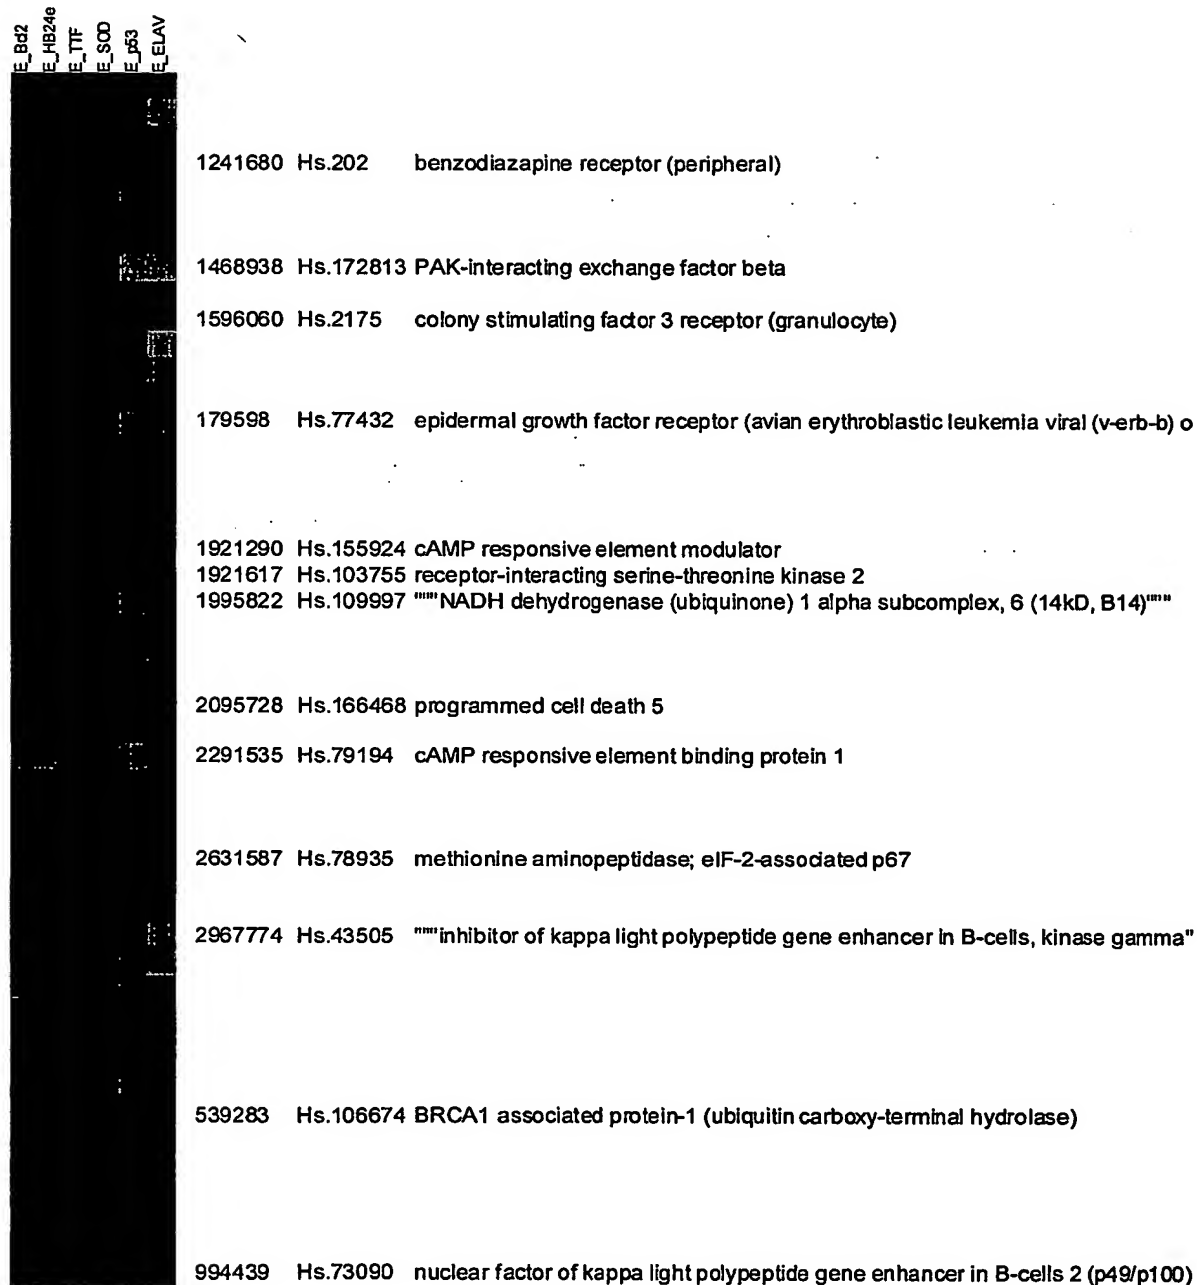 E_Bd2
E_HB24e
E_TTF
E_SOD
E_p53
E_ELAV
1241680 Hs.202 benzodiazapine receptor (peripheral)
1468938 Hs.172813 PAK-interacting exchange factor beta
1596060 Hs.2175 colony stimulating factor 3 receptor (granulocyte)
179598 Hs.77432 epidermal growth factor receptor (avian erythroblastic leukemia viral (v-erb-b) o
1921290 Hs.155924 cAMP responsive element modulator
1921617 Hs.103755 receptor-interacting serine-threonine kinase 2
1995822 Hs.109997 """NADH dehydrogenase (ubiquinone) 1 alpha subcomplex, 6 (14kD, B14)"""
2095728 Hs.166468 programmed cell death 5
2291535 Hs.79194 cAMP responsive element binding protein 1
2631587 Hs.78935 methionine aminopeptidase; eIF-2-associated p67
2967774 Hs.43505 """inhibitor of kappa light polypeptide gene enhancer in B-cells, kinase gamma"
539283 Hs.106674 BRCA1 associated protein-1 (ubiquitin carboxy-terminal hydrolase)
994439 Hs.73090 nuclear factor of kappa light polypeptide gene enhancer in B-cells 2 (p49/p100)